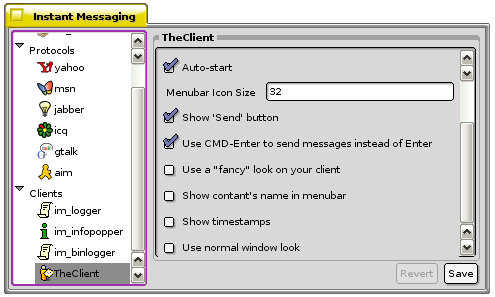 Instant Messaging
Protocols
yahoo
msn
jabber
icq
gtalk
aim
Clients
im_logger
im_infopopper
im_binlogger
TheClient
TheClient
Auto-start
Menubar Icon Size 32
Show 'Send' button
Use CMD-Enter to send messages instead of Enter
Use a "fancy" look on your client
Show contant's name in menubar
Show timestamps
Use normal window look
Revert Save